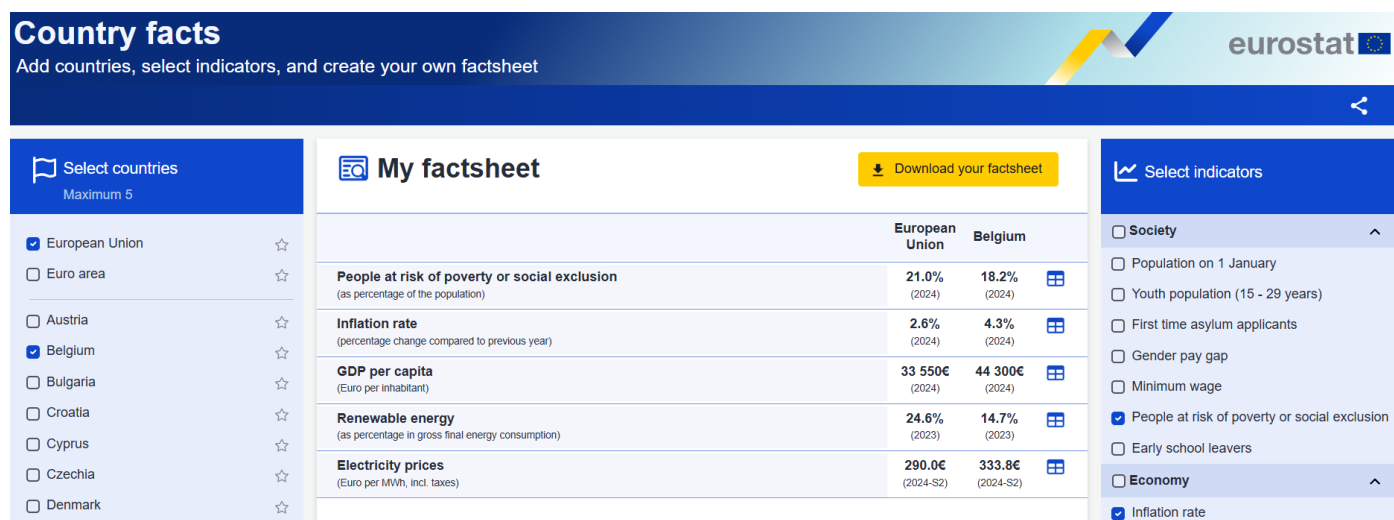 Country facts
Add countries, select indicators, and create your own factsheet
eurostat
Select countries
Maximum 5
European Union
Euro area
Austria
Belgium
Bulgaria
Croatia
Cyprus
Czechia
Denmark
My factsheet
Download your factsheet
European Union Belgium
People at risk of poverty or social exclusion 21.0% 18.2%
(as percentage of the population) (2024) (2024)
Inflation rate 2.6% 4.3%
(percentage change compared to previous year) (2024) (2024)
GDP per capita 33 550€ 44 300€
(Euro per inhabitant) (2024) (2024)
Renewable energy 24.6% 14.7%
(as percentage in gross final energy consumption) (2023) (2023)
Electricity prices 290.0€ 333.8€
(Euro per MWh, incl. taxes) (2024-S2) (2024-S2)
Select indicators
Society
Population on 1 January
Youth population (15 - 29 years)
First time asylum applicants
Gender pay gap
Minimum wage
People at risk of poverty or social exclusion
Early school leavers
Economy
Inflation rate